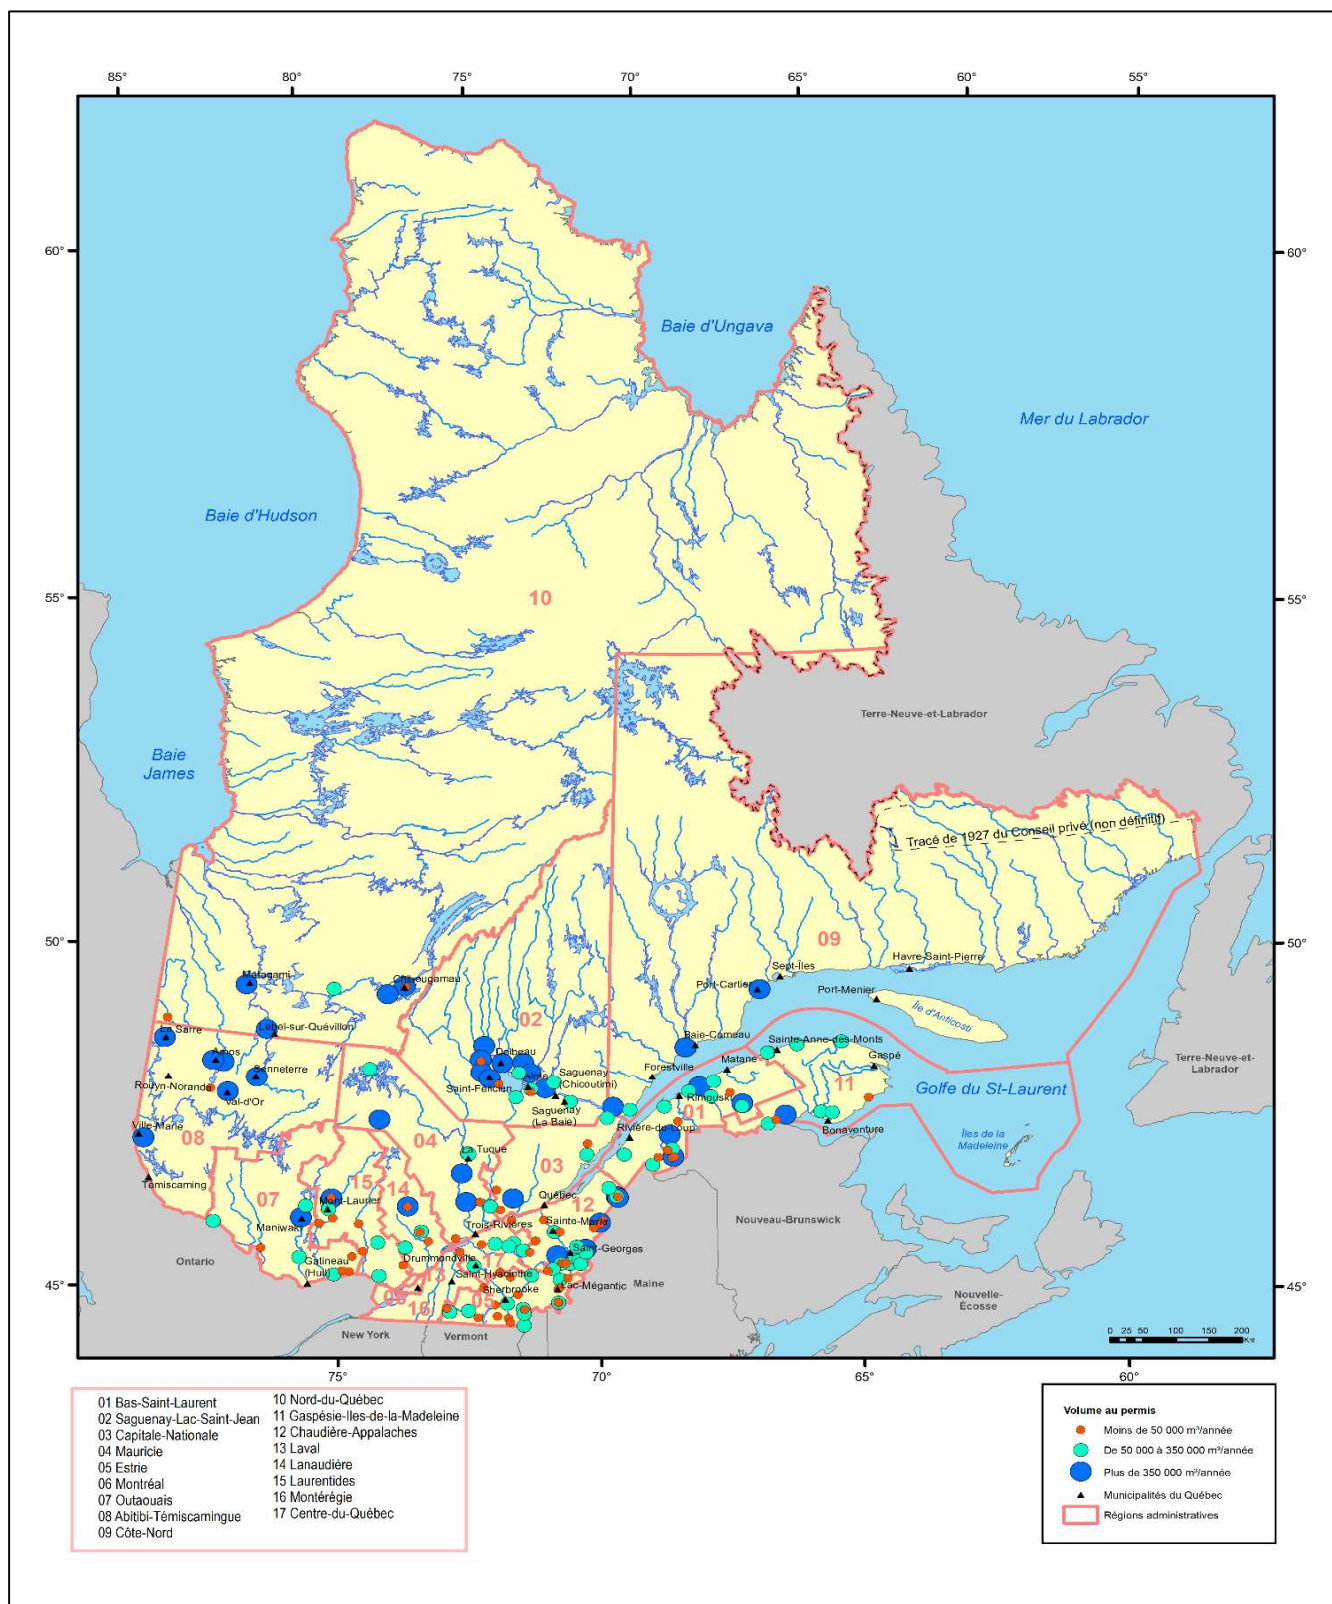 85° 80° 75° 70° 65° 60° 55°
60° 60°
Baie d'Ungava
Mer du Labrador
Baie d'Hudson
10
55° 55°
Terre-Neuve-et-Labrador
Baie
James
Tracé de 1927 du Conseil privé (non définitif)
50° 50°
09
Sept-Îles
Havre-Saint-Pierre
Matagami
Chibougamau
Port-Cartier
Port-Menier
Île d'Anticosti
02
La Sarre
Lebel-sur-Quévillon
Baie-Comeau
Sainte-Anne-des-Monts
Amos
Dolbeau
Matane
Gaspé
Senneterre
Alma
Saguenay
(Chicoutimi)
Forestville
Terre-Neuve-et-
Labrador
Rouyn-Noranda
Saint-Félicien
11
Golfe du St-Laurent
Val-d'Or
Saguenay
(La Baie)
Rimouski
01
Ville-Marie
08
04
Rivière-du-Loup
Bonaventure
Îles de la
Madeleine
La Tuque
03
Témiscaming
07
15
14
Mont-Laurier
Québec
12
Maniwaki
Trois-Rivières
Sainte-Marie
Nouveau-Brunswick
Ontario
Gatineau
(Hull)
Drummondville
17
Saint-Georges
45° 45°
13
Saint-Hyacinthe
Lac-Mégantic
Maine
06
16
05
Sherbrooke
Nouvelle-
Écosse
New York
Vermont
0 25 50 100 150 200
Km
75° 70° 65° 60°
01 Bas-Saint-Laurent
02 Saguenay-Lac-Saint-Jean
03 Capitale-Nationale
04 Mauricie
05 Estrie
06 Montréal
07 Outaouais
08 Abitibi-Témiscamingue
09 Côte-Nord
10 Nord-du-Québec
11 Gaspésie-Iles-de-la-Madeleine
12 Chaudière-Appalaches
13 Laval
14 Lanaudière
15 Laurentides
16 Montérégie
17 Centre-du-Québec
Volume au permis
Moins de 50 000 m³/année
De 50 000 à 350 000 m³/année
Plus de 350 000 m³/année
Municipalités du Québec
Régions administratives